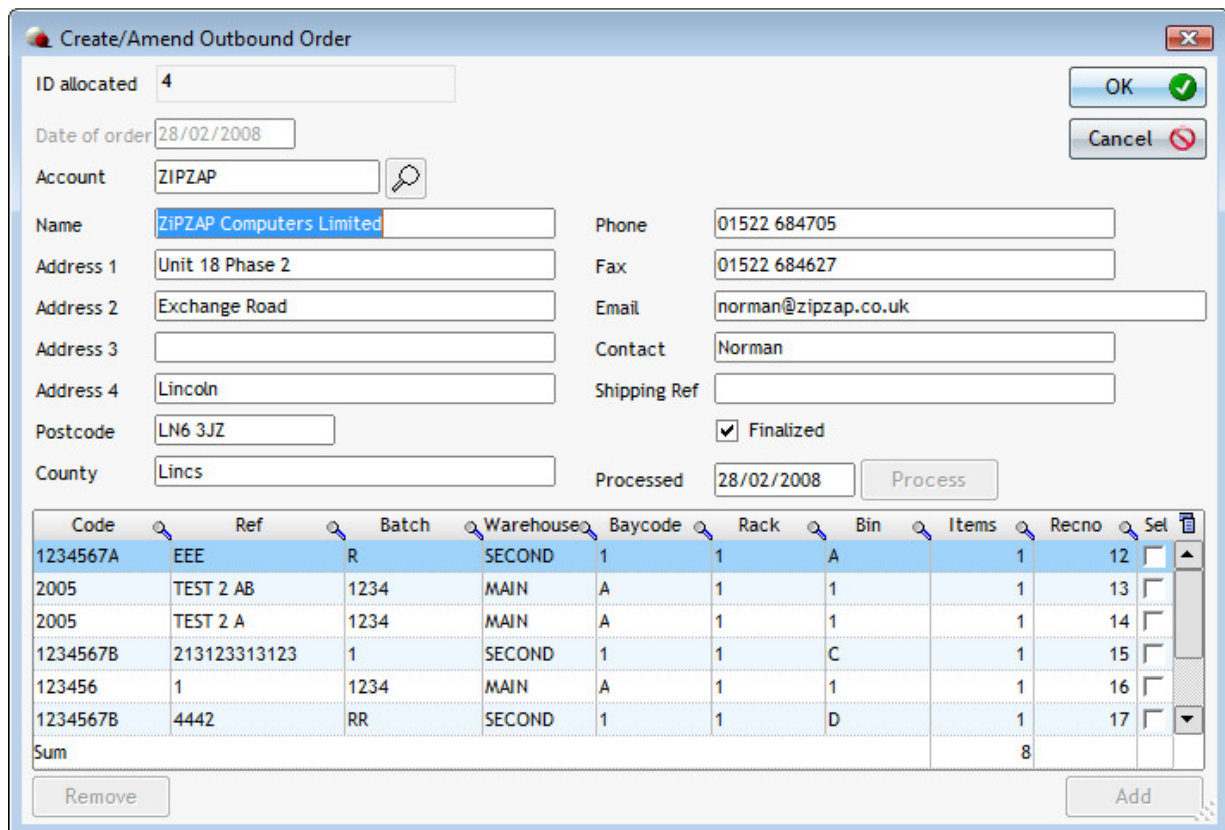 Create/Amend Outbound Order
ID allocated 4
OK
Date of order 28/02/2008
Cancel
Account ZIPZAP
Name ZiPZAP Computers Limited Phone 01522 684705
Address 1 Unit 18 Phase 2 Fax 01522 684627
Address 2 Exchange Road Email norman@zipzap.co.uk
Address 3 Contact Norman
Address 4 Lincoln Shipping Ref
Postcode LN6 3JZ Finalized
County Lincs Processed 28/02/2008 Process
Code Ref Batch Warehouse Baycode Rack Bin Items Recno Sel
1234567A EEE R SECOND 1 1 A 1 12
2005 TEST 2 AB 1234 MAIN A 1 1 1 13
2005 TEST 2 A 1234 MAIN A 1 1 1 14
1234567B 213123313123 1 SECOND 1 1 C 1 15
123456 1 1234 MAIN A 1 1 1 16
1234567B 4442 RR SECOND 1 1 D 1 17
Sum 8
Remove Add